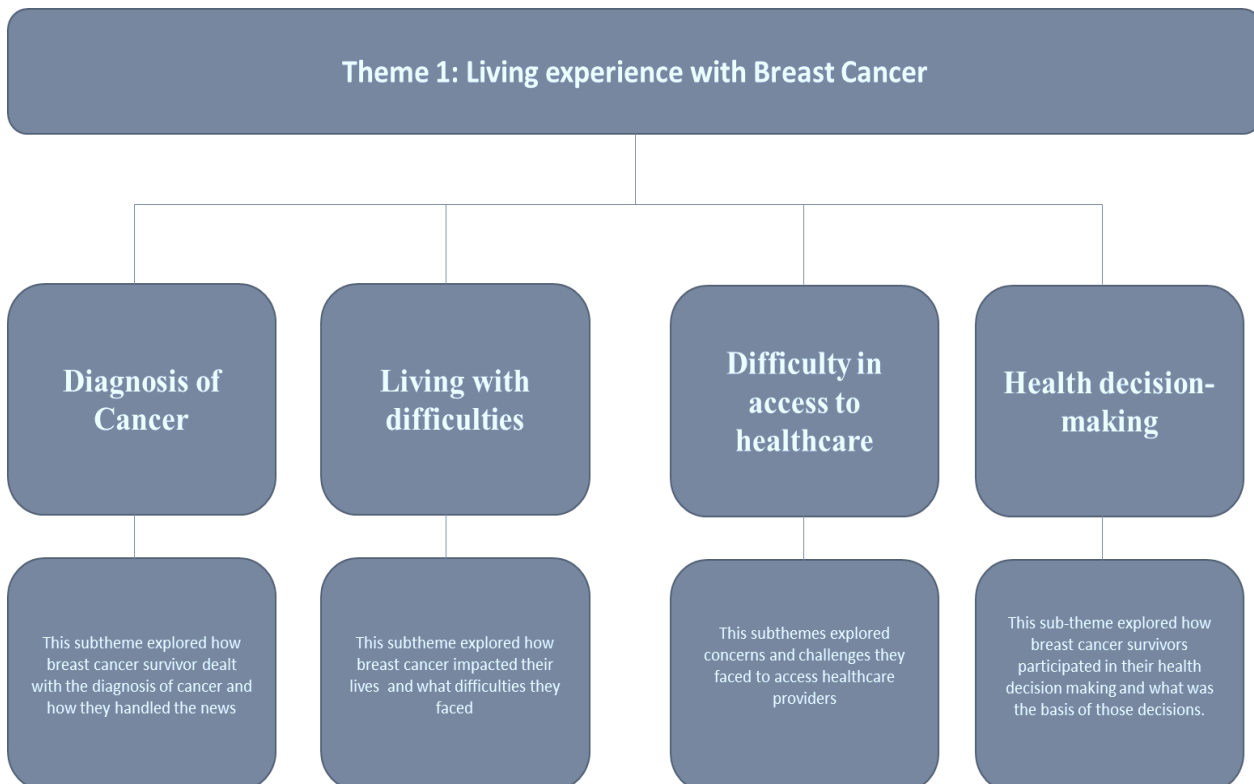 Theme 1: Living experience with Breast Cancer
Diagnosis of
Cancer
Living with
difficulties
Difficulty in
access to
healthcare
Health decision-
making
This subtheme explored how
breast cancer survivor dealt
with the diagnosis of cancer and
how they handled the news
This subtheme explored how
breast cancer impacted their
lives and what difficulties they
faced
This subthemes explored
concerns and challenges they
faced to access healthcare
providers
This sub-theme explored how
breast cancer survivors
participated in their health
decision making and what was
the basis of those decisions.